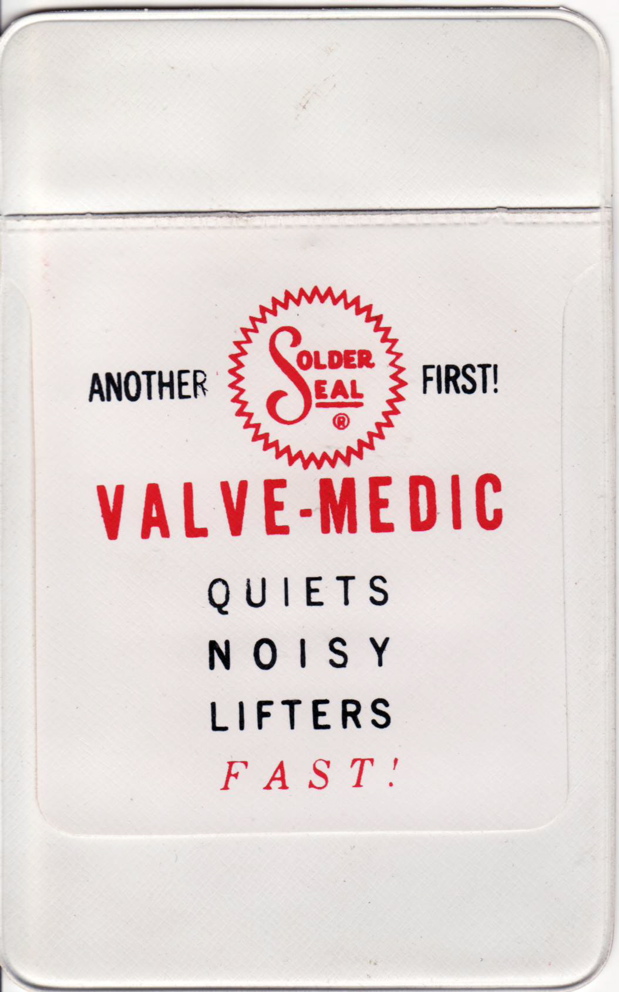 ANOTHER SOLDER SEAL ® FIRST!
VALVE-MEDIC
QUIETS
NOISY
LIFTERS
FAST!